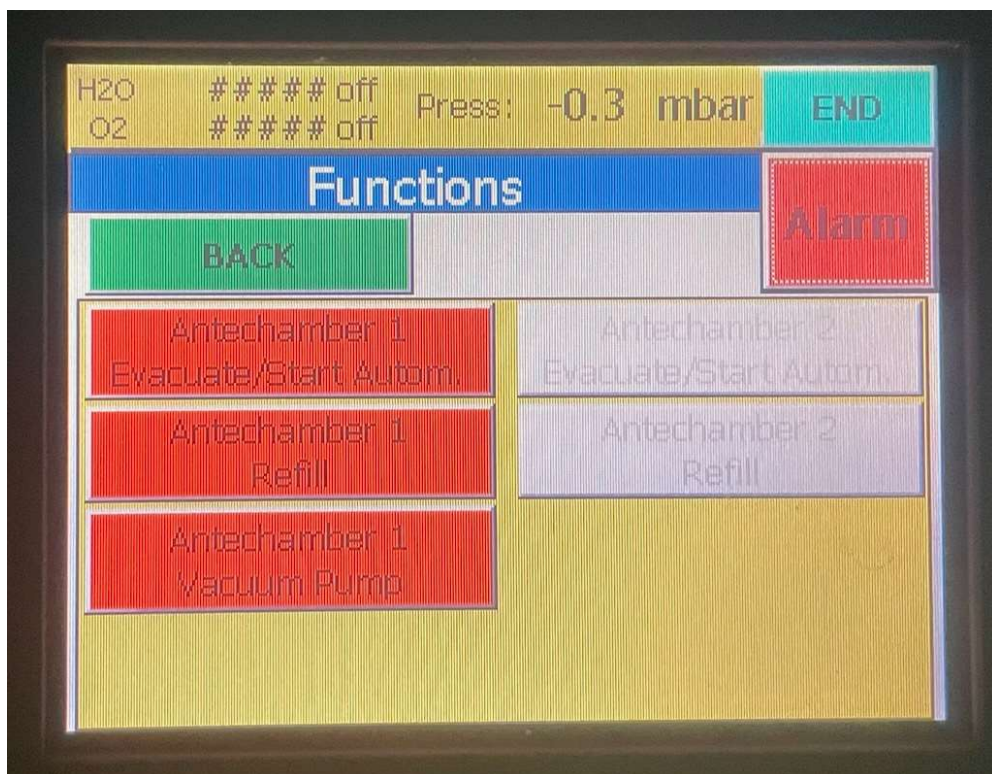 H2O ##### off
O2 ##### off
Press: -0.3 mbar
END
Functions
Alarm
BACK
Antechamber 1
Evacuate/Start Autom.
Antechamber 2
Evacuate/Start Autom.
Antechamber 1
Refill
Antechamber 2
Refill
Antechamber 1
Vacuum Pump